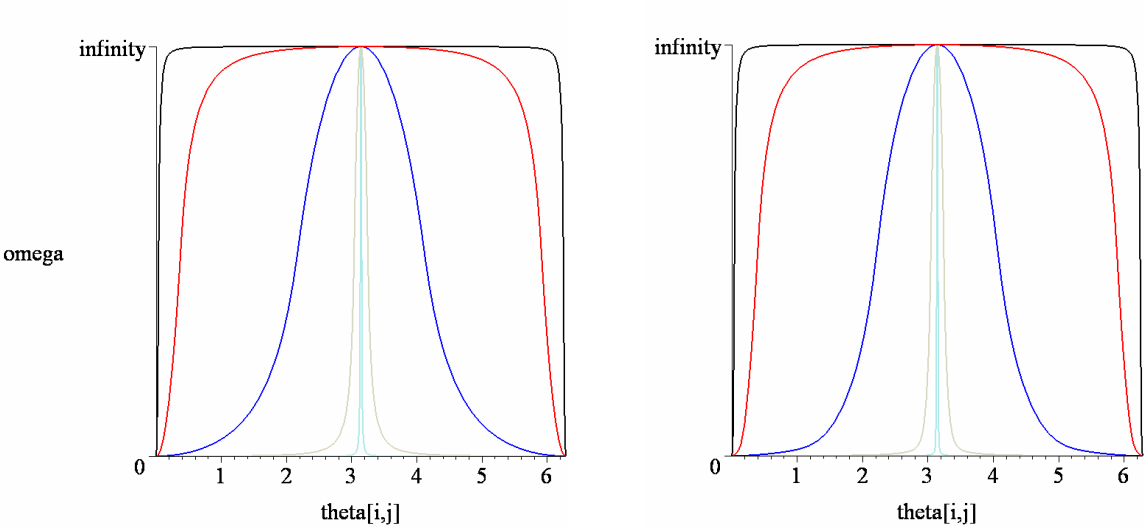 infinity
omega
0
1 2 3 4 5 6
theta[i,j]
infinity
0
1 2 3 4 5 6
theta[i,j]